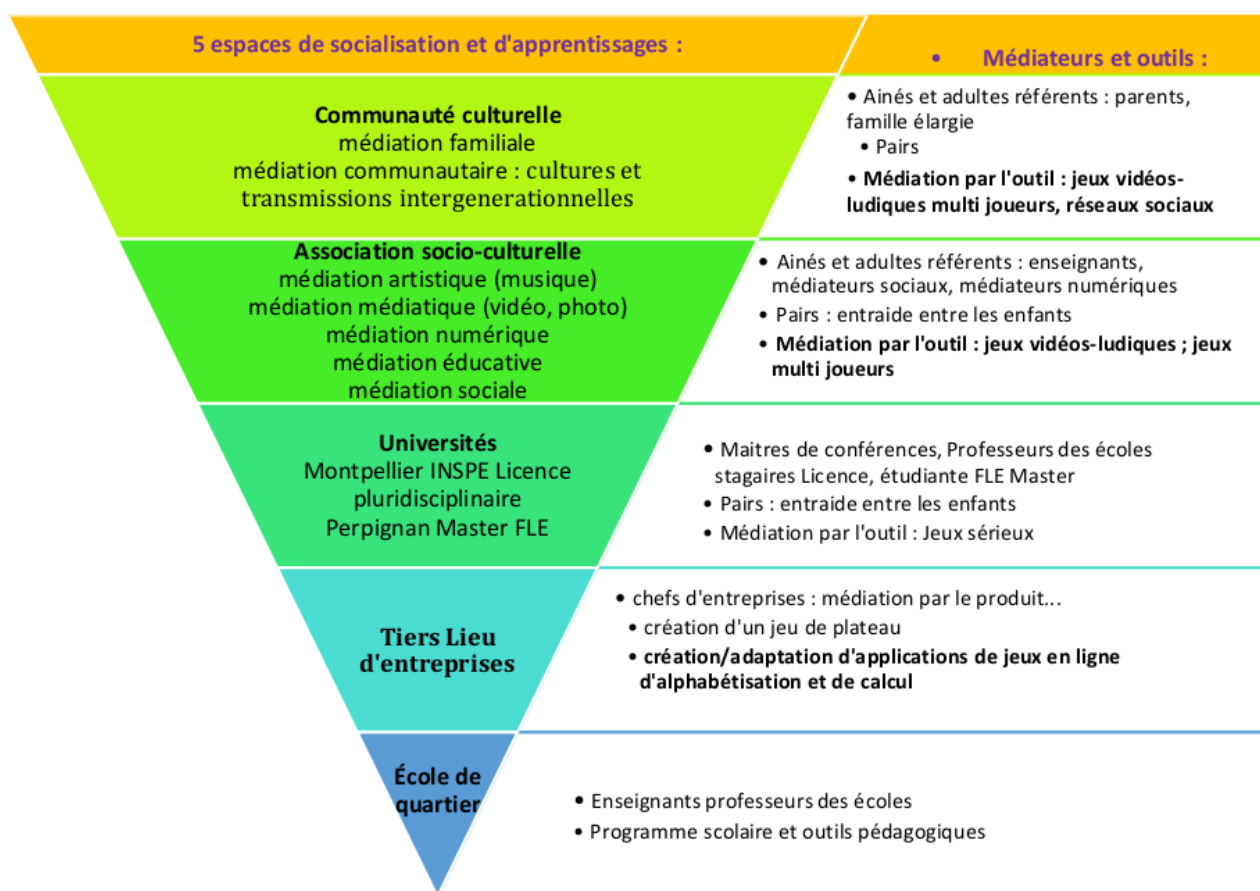 5 espaces de socialisation et d'apprentissages :
• Médiateurs et outils :
Communauté culturelle
médiation familiale
médiation communautaire : cultures et
transmissions intergenerationnelles
• Ainés et adultes référents : parents,
famille élargie
• Pairs
• Médiation par l'outil : jeux vidéos-
ludiques multi joueurs, réseaux sociaux
Association socio-culturelle
médiation artistique (musique)
médiation médiatique (vidéo, photo)
médiation numérique
médiation éducative
médiation sociale
• Ainés et adultes référents : enseignants,
médiateurs sociaux, médiateurs numériques
• Pairs : entraide entre les enfants
• Médiation par l'outil : jeux vidéos-ludiques ; jeux
multi joueurs
Universités
Montpellier INSPE Licence
pluridisciplinaire
Perpignan Master FLE
• Maitres de conférences, Professeurs des écoles
stagaires Licence, étudiante FLE Master
• Pairs : entraide entre les enfants
• Médiation par l'outil : Jeux sérieux
Tiers Lieu
d'entreprises
• chefs d'entreprises : médiation par le produit...
• création d'un jeu de plateau
• création/adaptation d'applications de jeux en ligne
d'alphabétisation et de calcul
École de
quartier
• Enseignants professeurs des écoles
• Programme scolaire et outils pédagogiques